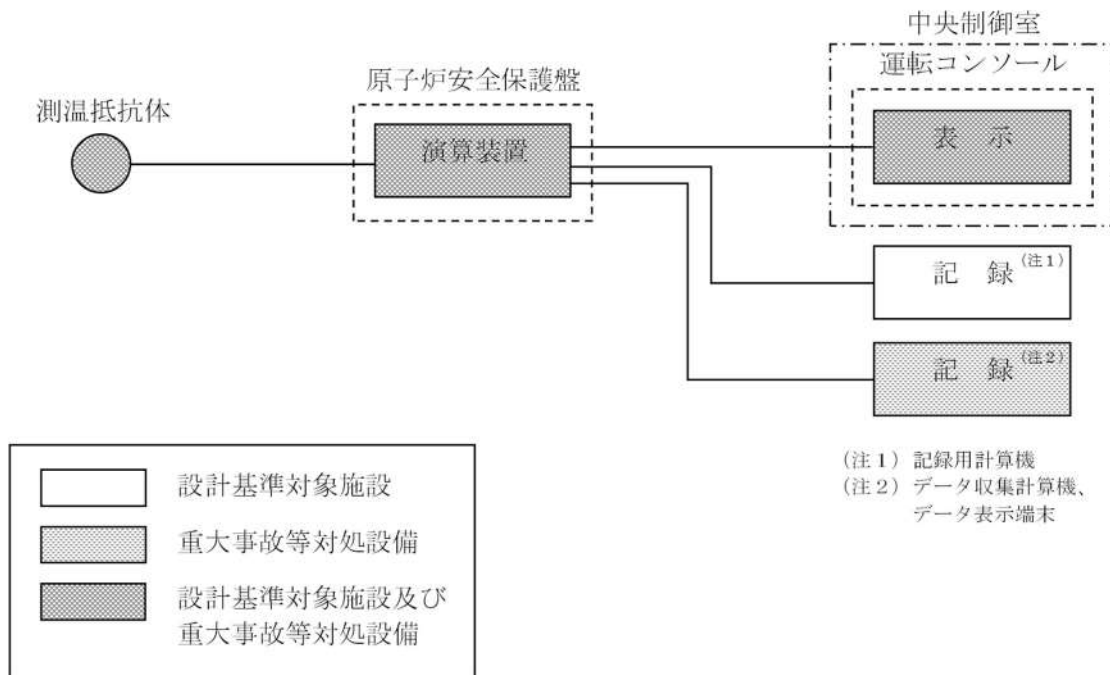 中央制御室
運転コンソール
原子炉安全保護盤
測温抵抗体
演算装置
表　示
記　録(注1)
記　録(注2)
(注1) 記録用計算機
(注2) データ収集計算機、
データ表示端末
設計基準対象施設
重大事故等対処設備
設計基準対象施設及び
重大事故等対処設備